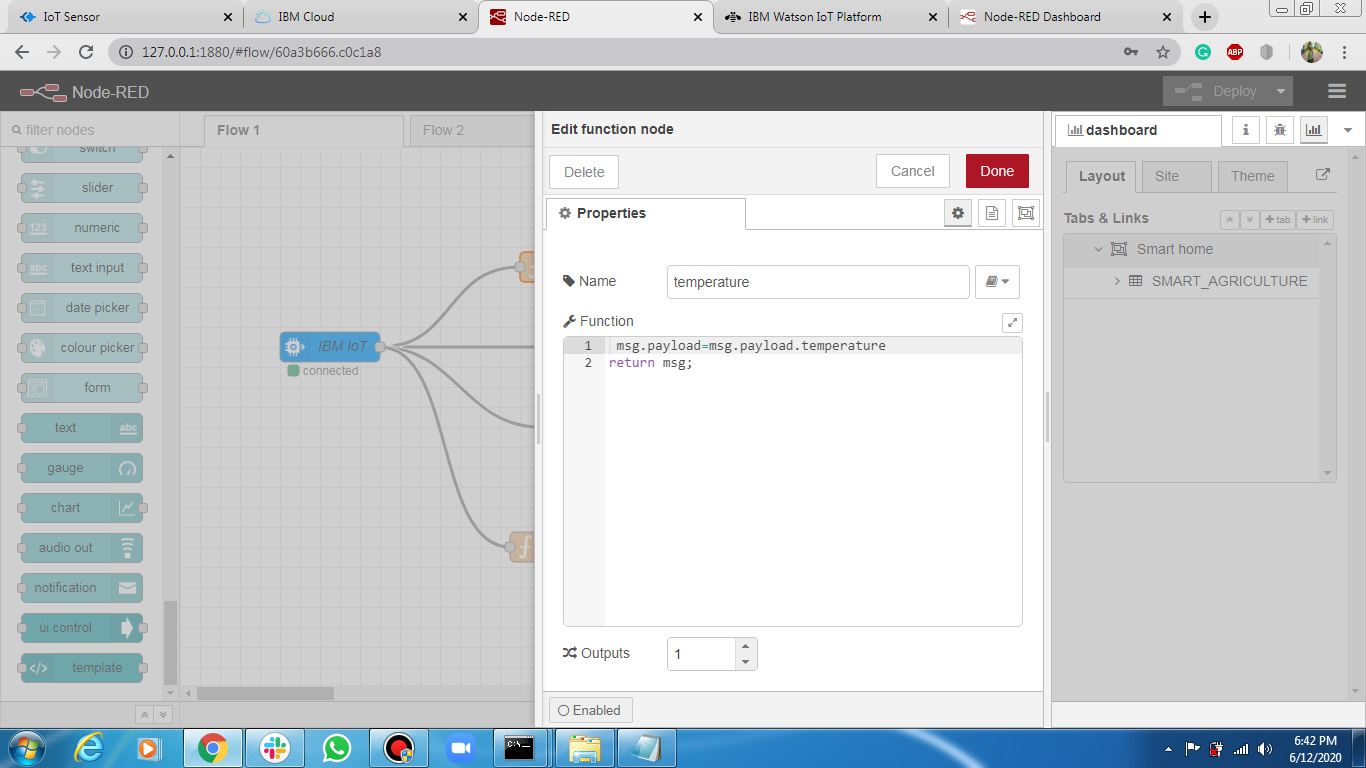 IoT Sensor
IBM Cloud
Node-RED
IBM Watson IoT Platform
Node-RED Dashboard
127.0.0.1:1880/#flow/60a3b666.c0c1a8
ABP
Node-RED
Deploy
filter nodes
Flow 1
Flow 2
Edit function node
dashboard
switch
slider
123 numeric
abc text input
date picker
colour picker
form
text abc
gauge
chart
audio out
notification
ui control
template
IBM IoT
connected
Delete
Cancel
Done
Properties
Name
temperature
Function
1 msg.payload=msg.payload.temperature
2 return msg;
Outputs
1
Enabled
Layout
Site
Theme
Tabs & Links
+ tab
+ link
Smart home
SMART_AGRICULTURE
C:\_
6:42 PM
6/12/2020